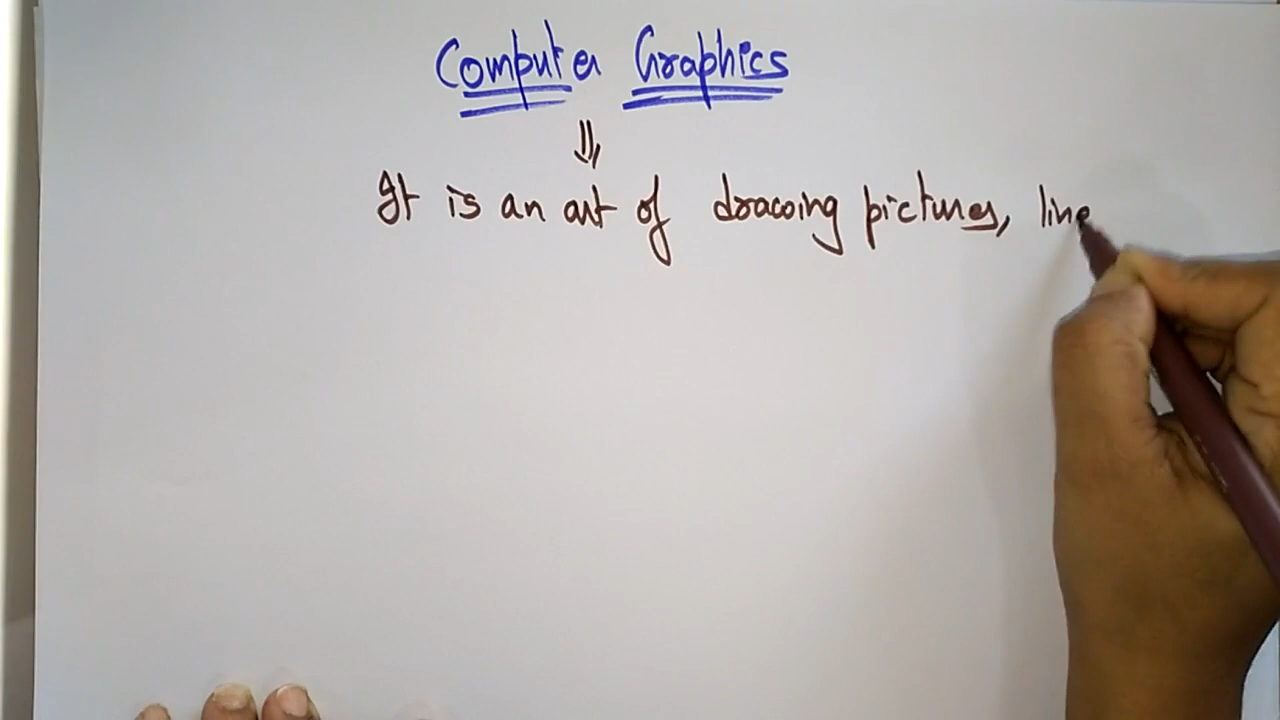 Computer Graphics
It is an art of drawing pictures, line